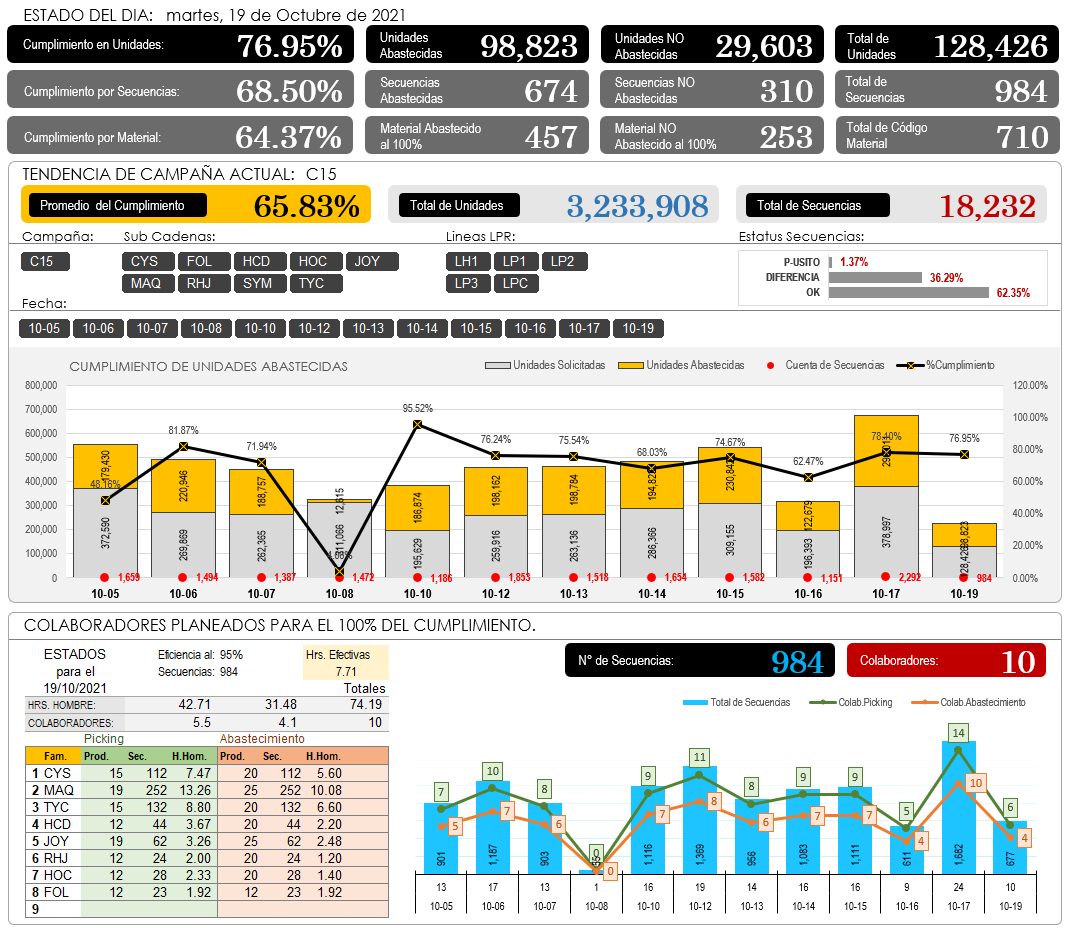 ESTADO DEL DIA: martes, 19 de Octubre de 2021
Cumplimiento en Unidades: 76.95%
Unidades Abastecidas 98,823
Unidades NO Abastecidas 29,603
Total de Unidades 128,426
Cumplimiento por Secuencias: 68.50%
Secuencias Abastecidas 674
Secuencias NO Abastecidas 310
Total de Secuencias 984
Cumplimiento por Material: 64.37%
Material Abastecido al 100% 457
Material NO Abastecido al 100% 253
Total de Código Material 710
TENDENCIA DE CAMPAÑA ACTUAL: C15
Promedio del Cumplimiento 65.83%
Total de Unidades 3,233,908
Total de Secuencias 18,232
Campaña: Sub Cadenas: Lineas LPR: Estatus Secuencias:
C15 CYS FOL HCD HOC JOY LH1 LP1 LP2
MAQ RHJ SYM TYC LP3 LPC
P-USITO 1.37%
DIFERENCIA 36.29%
OK 62.35%
Fecha:
10-05 10-06 10-07 10-08 10-10 10-12 10-13 10-14 10-15 10-16 10-17 10-19
CUMPLIMIENTO DE UNIDADES ABASTECIDAS
Unidades Solicitadas Unidades Abastecidas Cuenta de Secuencias %Cumplimiento
800,000
700,000
600,000
500,000
400,000
300,000
200,000
100,000
0
120.00%
100.00%
80.00%
60.00%
40.00%
20.00%
0.00%
48.16% 81.87% 71.94% 95.52% 76.24% 75.54% 68.03% 74.67% 62.47% 78.40% 76.95%
179,430 220,946 188,757 12,615 186,874 198,162 198,784 230,842 122,679 98,823
372,590 269,869 262,365 311,066 195,629 259,916 263,136 286,366 309,155 196,393 378,997 128,426
1,659 1,494 1,387 1,472 1,186 1,853 1,518 1,654 1,582 1,151 2,292 984
10-05 10-06 10-07 10-08 10-10 10-12 10-13 10-14 10-15 10-16 10-17 10-19
COLABORADORES PLANEADOS PARA EL 100% DEL CUMPLIMIENTO.
ESTADOS
para el
19/10/2021
Eficiencia al: 95%
Secuencias: 984
Hrs. Efectivas
7.71
Totales
HRS. HOMBRE: 42.71 31.48 74.19
COLABORADORES: 5.5 4.1 10
Picking Abastecimiento
Fam. Prod. Sec. H.Hom. Prod. Sec. H.Hom.
1 CYS 15 112 7.47 20 112 5.60
2 MAQ 19 252 13.26 25 252 10.08
3 TYC 15 132 8.80 20 132 6.60
4 HCD 12 44 3.67 20 44 2.20
5 JOY 19 62 3.26 25 62 2.48
6 RHJ 12 24 2.00 20 24 1.20
7 HOC 12 28 2.33 20 28 1.40
8 FOL 12 23 1.92 12 23 1.92
9
N° de Secuencias: 984
Colaboradores: 10
Total de Secuencias Colab.Picking Colab.Abastecimiento
7 10 8 0 9 11 8 9 9 5 14 6
5 7 6 0 7 8 6 7 7 4 10 4
901 1,187 903 1,116 1,369 956 1,083 1,111 611 1,682 677
13 17 13 1 16 19 14 16 16 9 24 10
10-05 10-06 10-07 10-08 10-10 10-12 10-13 10-14 10-15 10-16 10-17 10-19